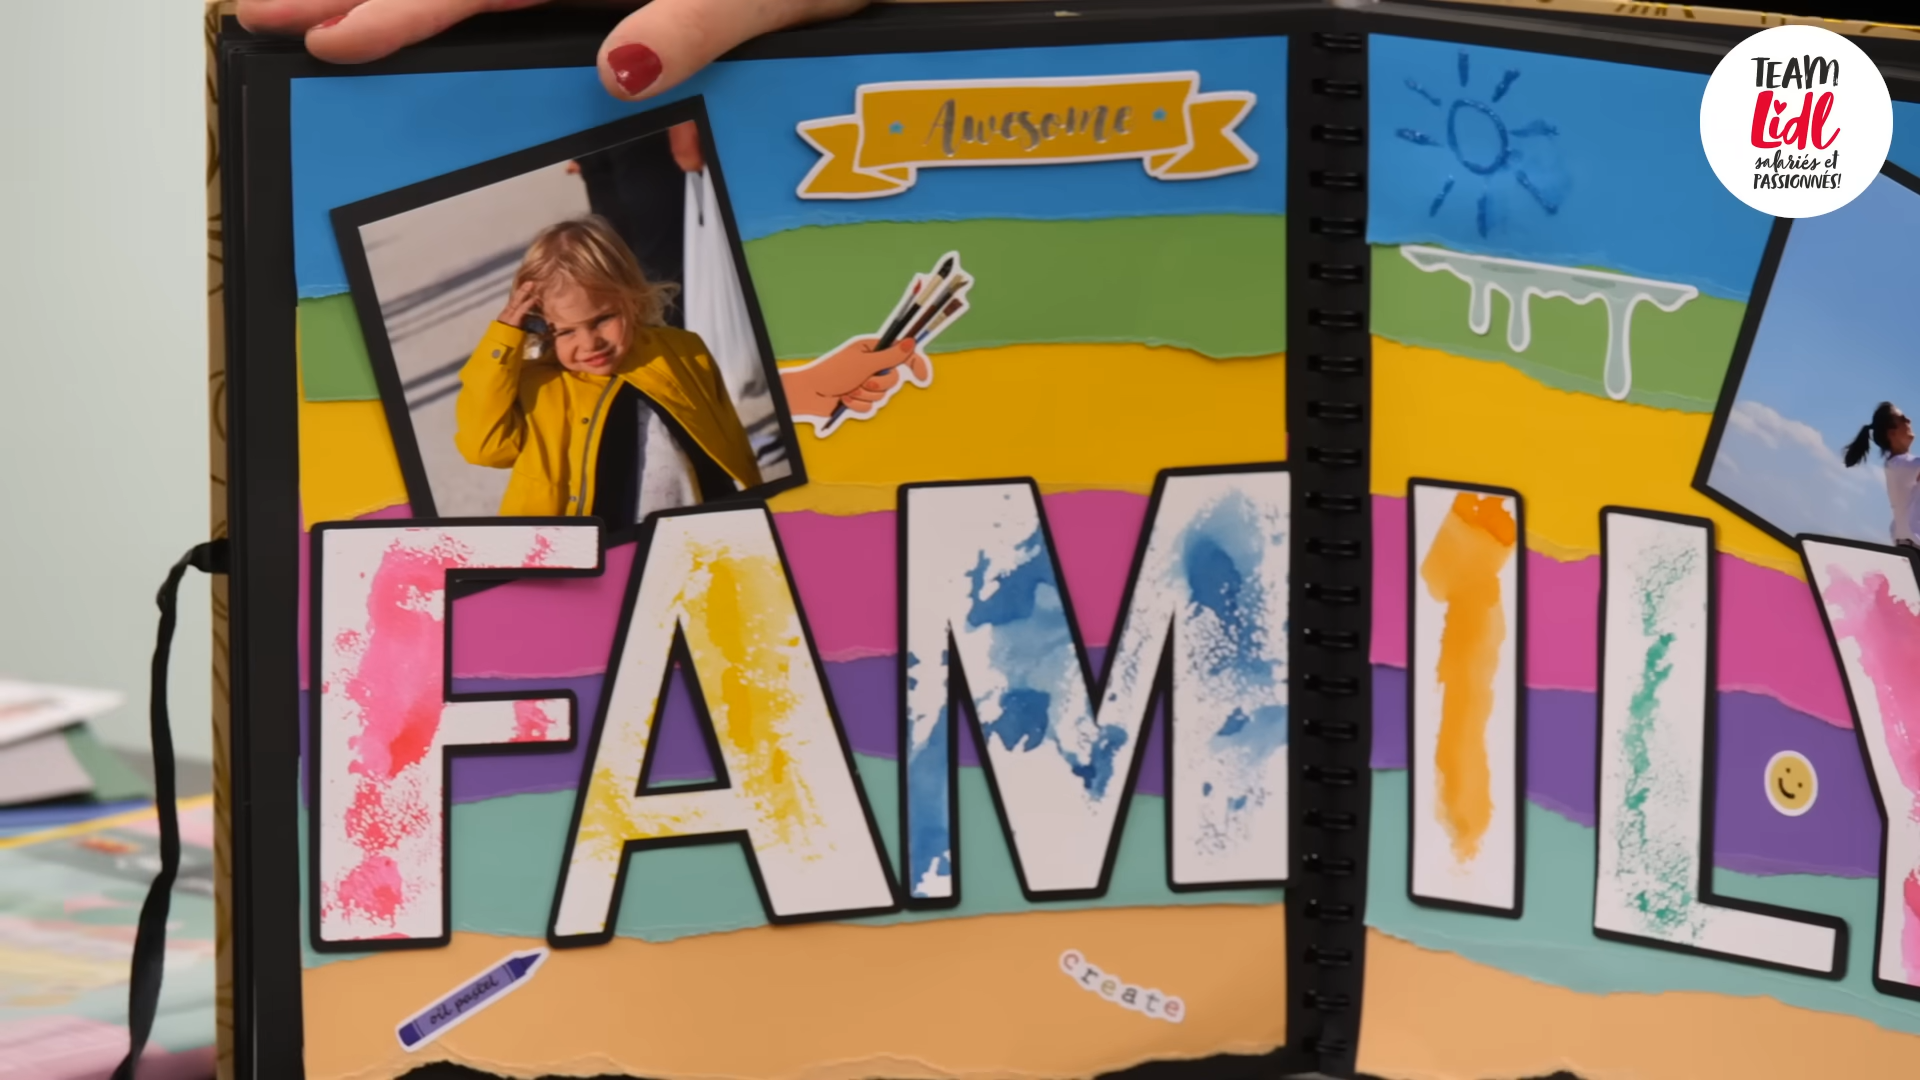 Awesome
TEAM
Lidl
salariés et
PASSIONNÉS!
FAMILY
oil pastel
create